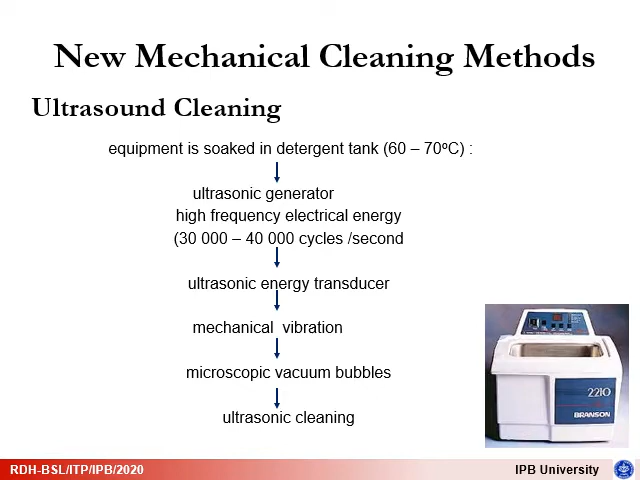 New Mechanical Cleaning Methods
Ultrasound Cleaning
equipment is soaked in detergent tank (60 – 70ºC) :
ultrasonic generator
high frequency electrical energy
(30 000 – 40 000 cycles /second
ultrasonic energy transducer
mechanical  vibration
microscopic vacuum bubbles
ultrasonic cleaning
2210
BRANSON
RDH-BSL/ITP/IPB/2020
IPB University